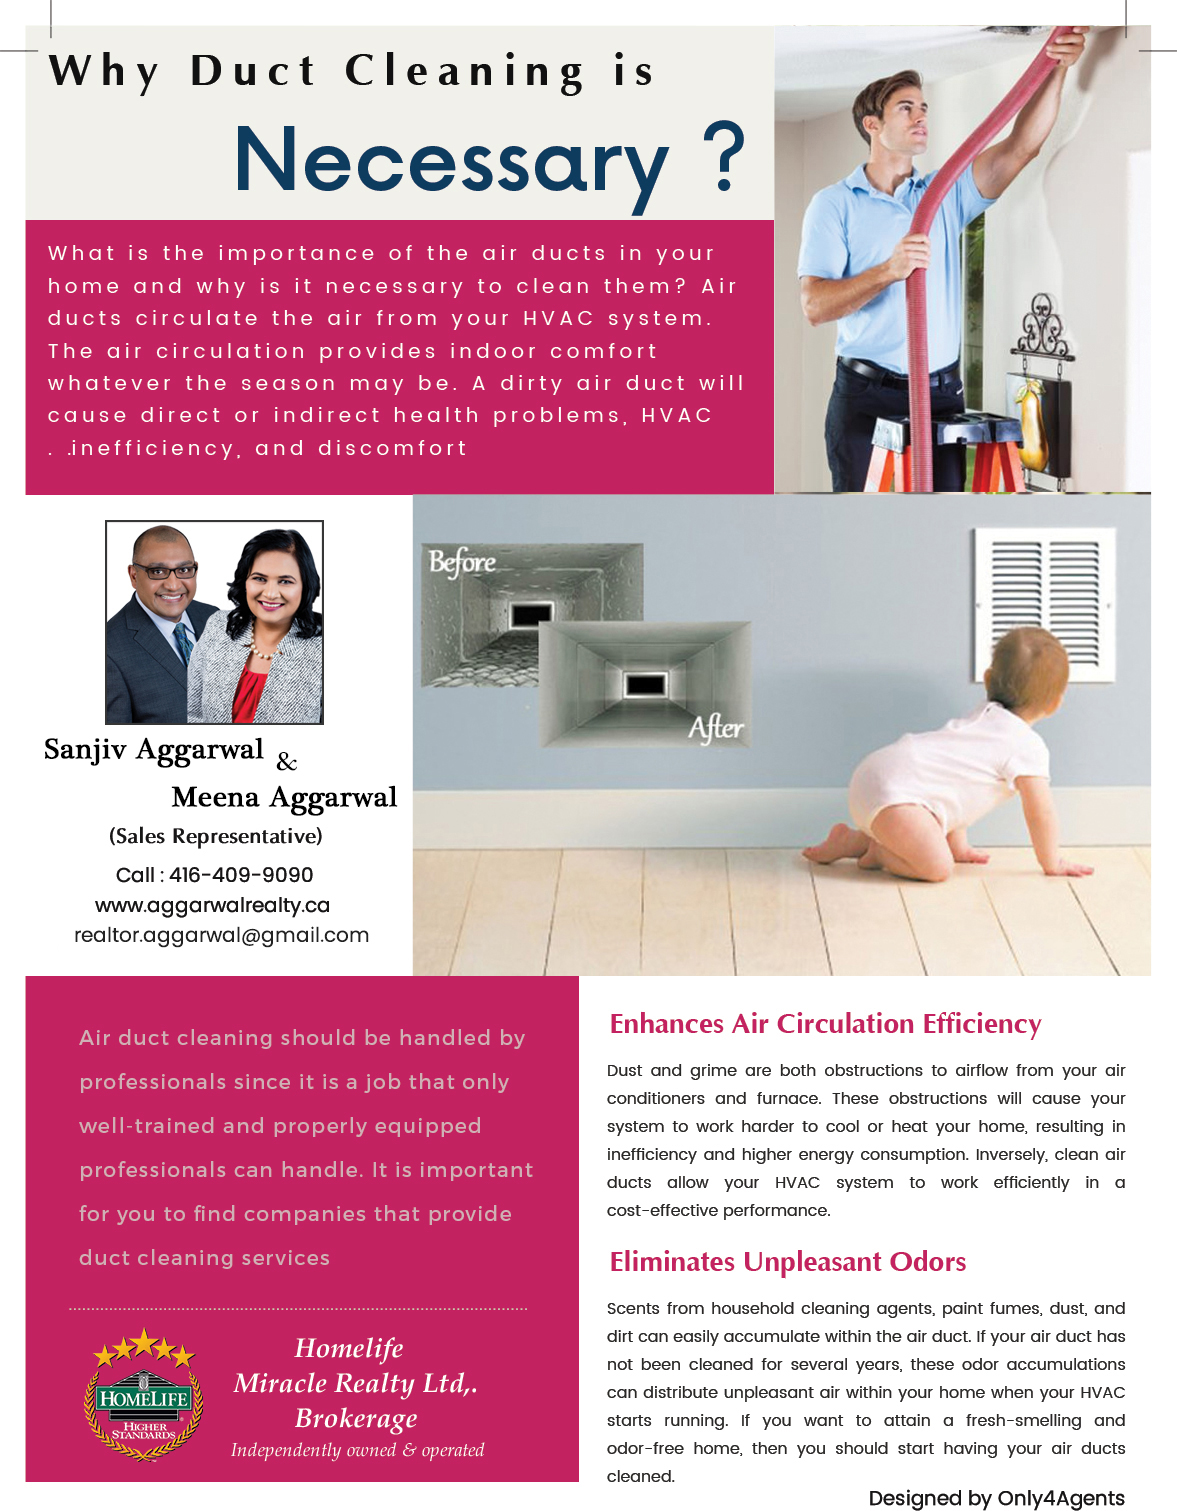 Why Duct Cleaning is
Necessary ?
What is the importance of the air ducts in your
home and why is it necessary to clean them? Air
ducts circulate the air from your HVAC system.
The air circulation provides indoor comfort
whatever the season may be. A dirty air duct will
cause direct or indirect health problems, HVAC
. .inefficiency, and discomfort
Before
After
Sanjiv Aggarwal &
Meena Aggarwal
(Sales Representative)
Call : 416-409-9090
www.aggarwalrealty.ca
realtor.aggarwal@gmail.com
Air duct cleaning should be handled by
professionals since it is a job that only
well-trained and properly equipped
professionals can handle. It is important
for you to find companies that provide
duct cleaning services
HOMELIFE
HIGHER
STANDARDS
Homelife
Miracle Realty Ltd,.
Brokerage
Independently owned & operated
Enhances Air Circulation Efficiency
Dust and grime are both obstructions to airflow from your air
conditioners and furnace. These obstructions will cause your
system to work harder to cool or heat your home, resulting in
inefficiency and higher energy consumption. Inversely, clean air
ducts allow your HVAC system to work efficiently in a
cost-effective performance.
Eliminates Unpleasant Odors
Scents from household cleaning agents, paint fumes, dust, and
dirt can easily accumulate within the air duct. If your air duct has
not been cleaned for several years, these odor accumulations
can distribute unpleasant air within your home when your HVAC
starts running. If you want to attain a fresh-smelling and
odor-free home, then you should start having your air ducts
cleaned.
Designed by Only4Agents